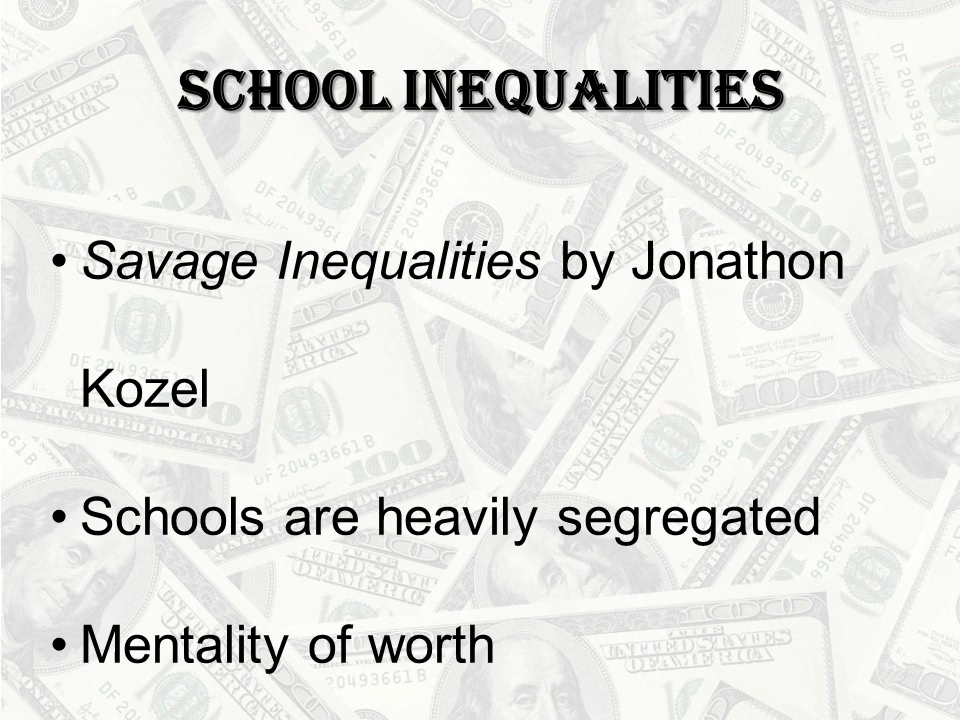 SCHOOL INEQUALITIES
• Savage Inequalities by Jonathon
Kozel
• Schools are heavily segregated
• Mentality of worth